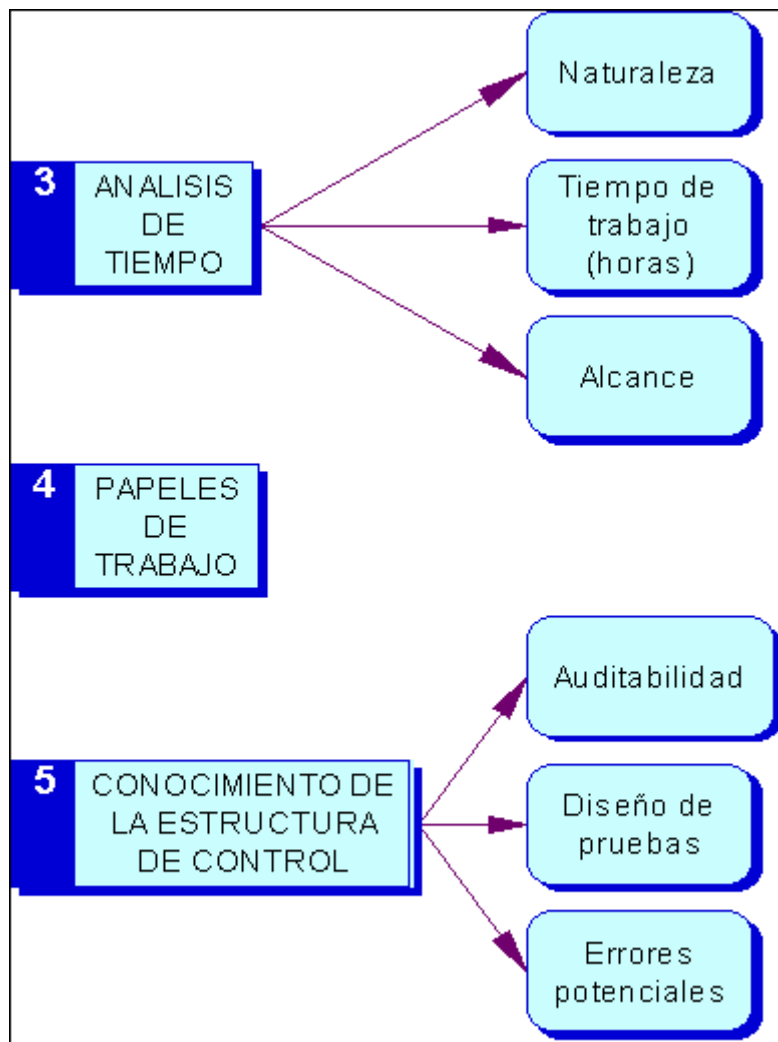 Naturaleza
3
ANALISIS
DE
TIEMPO
Tiempo de
trabajo
(horas)
Alcance
4
PAPELES
DE
TRABAJO
Auditabilidad
5
CONOCIMIENTO DE
LA ESTRUCTURA
DE CONTROL
Diseño de
pruebas
Errores
potenciales